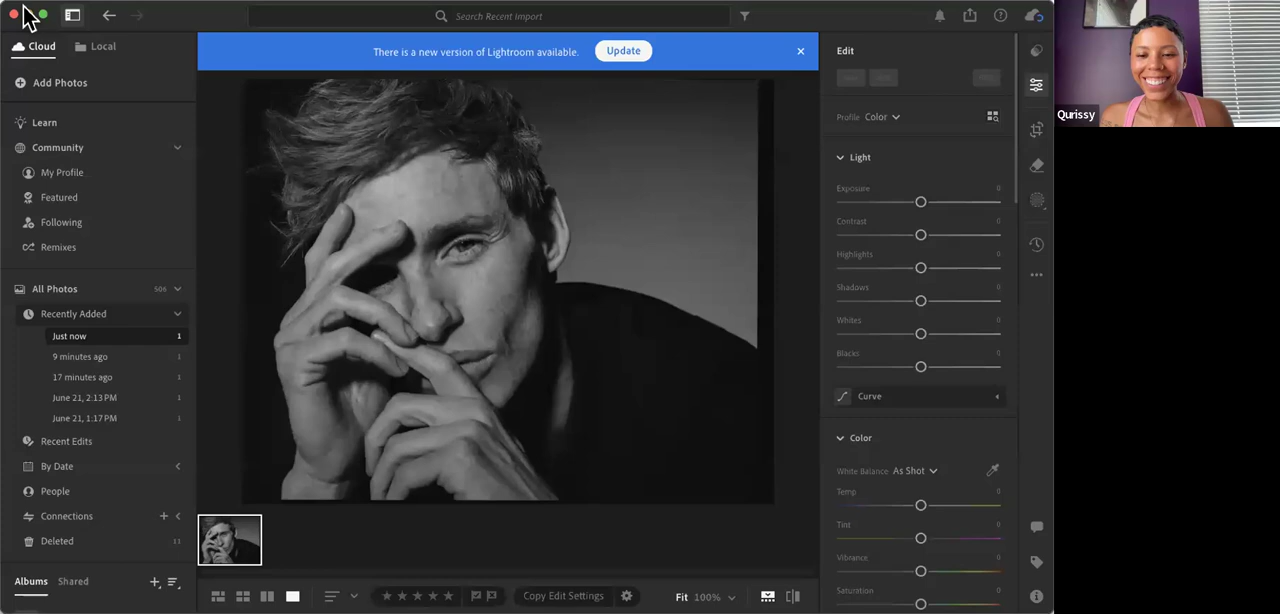 Search Recent Import
Cloud
Local
There is a new version of Lightroom available.
Update
Edit
Add Photos
Qurissy
Profile Color
Learn
Community
Light
My Profile
Exposure 0
Featured
Contrast 0
Following
Remixes
Highlights 0
All Photos 506
Shadows 0
Recently Added
Just now 1
Whites 0
9 minutes ago 1
17 minutes ago 1
Blacks 0
June 21, 2:13 PM 1
Curve
June 21, 1:17 PM 1
Recent Edits
Color
By Date
White Balance As Shot
People
Temp 0
Connections
Tint 0
Deleted 11
Vibrance 0
Albums
Shared
Saturation 0
Copy Edit Settings
Fit 100%